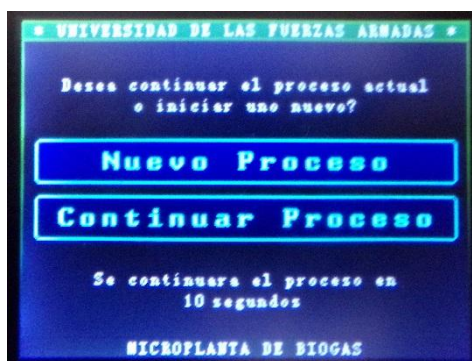 * UNIVERSIDAD DE LAS FUERZAS ARMADAS *
Desea continuar el proceso actual
o iniciar uno nuevo?
Nuevo Proceso
Continuar Proceso
Se continuara el proceso en
10 segundos
MICROPLANTA DE BIOGAS